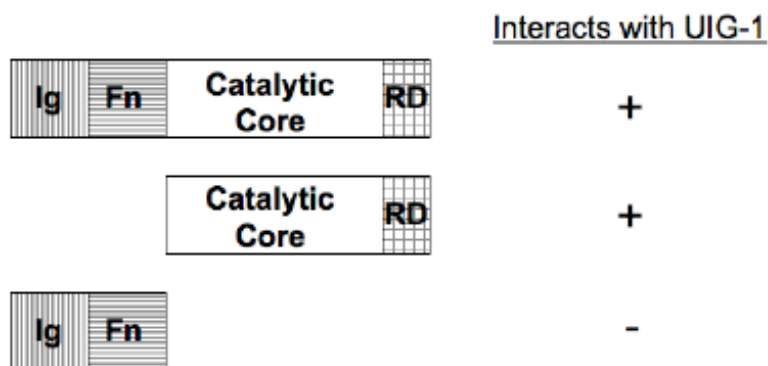 Interacts with UIG-1
Ig Fn Catalytic Core RD +
Catalytic Core RD +
Ig Fn -